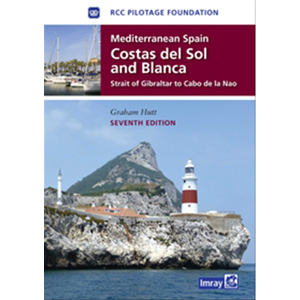 RCC PILOTAGE FOUNDATION
Mediterranean Spain
Costas del Sol
and Blanca
Strait of Gibraltar to Cabo de la Nao
Graham Hutt
SEVENTH EDITION
Imray